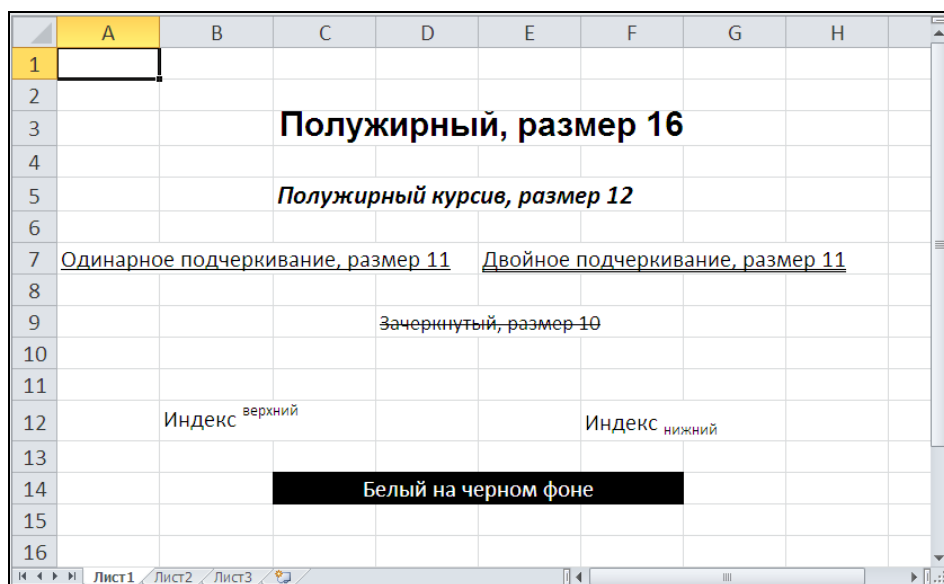 A B C D E F G H
1
2
3 Полужирный, размер 16
4
5 Полужирный курсив, размер 12
6
7 Одинарное подчеркивание, размер 11 Двойное подчеркивание, размер 11
8
9 Зачеркнутый, размер 10
10
11
12 Индекс верхний Индекс нижний
13
14 Белый на черном фоне
15
16
Лист1 Лист2 Лист3